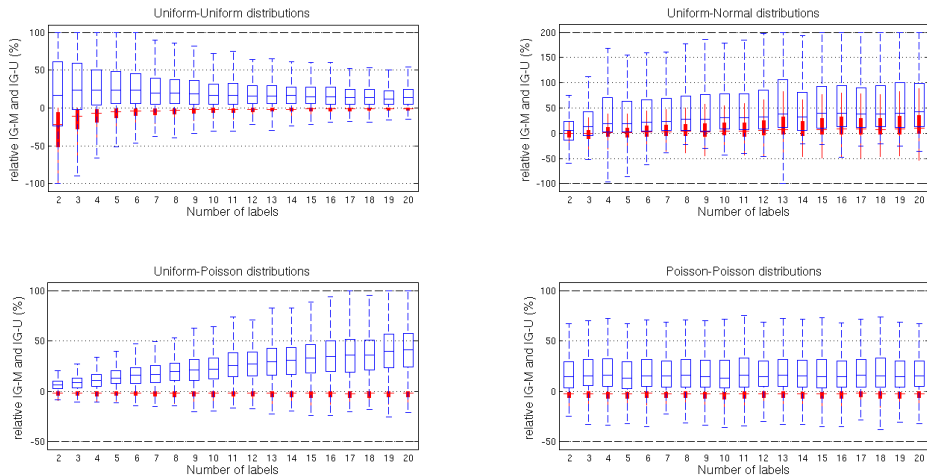 Uniform-Uniform distributions
relative IG-M and IG-U (%)
100
50
0
-50
-100
2 3 4 5 6 7 8 9 10 11 12 13 14 15 16 17 18 19 20
Number of labels
Uniform-Normal distributions
relative IG-M and IG-U (%)
200
150
100
50
0
-50
-100
2 3 4 5 6 7 8 9 10 11 12 13 14 15 16 17 18 19 20
Number of labels
Uniform-Poisson distributions
relative IG-M and IG-U (%)
100
50
0
-50
2 3 4 5 6 7 8 9 10 11 12 13 14 15 16 17 18 19 20
Number of labels
Poisson-Poisson distributions
relative IG-M and IG-U (%)
100
50
0
-50
2 3 4 5 6 7 8 9 10 11 12 13 14 15 16 17 18 19 20
Number of labels